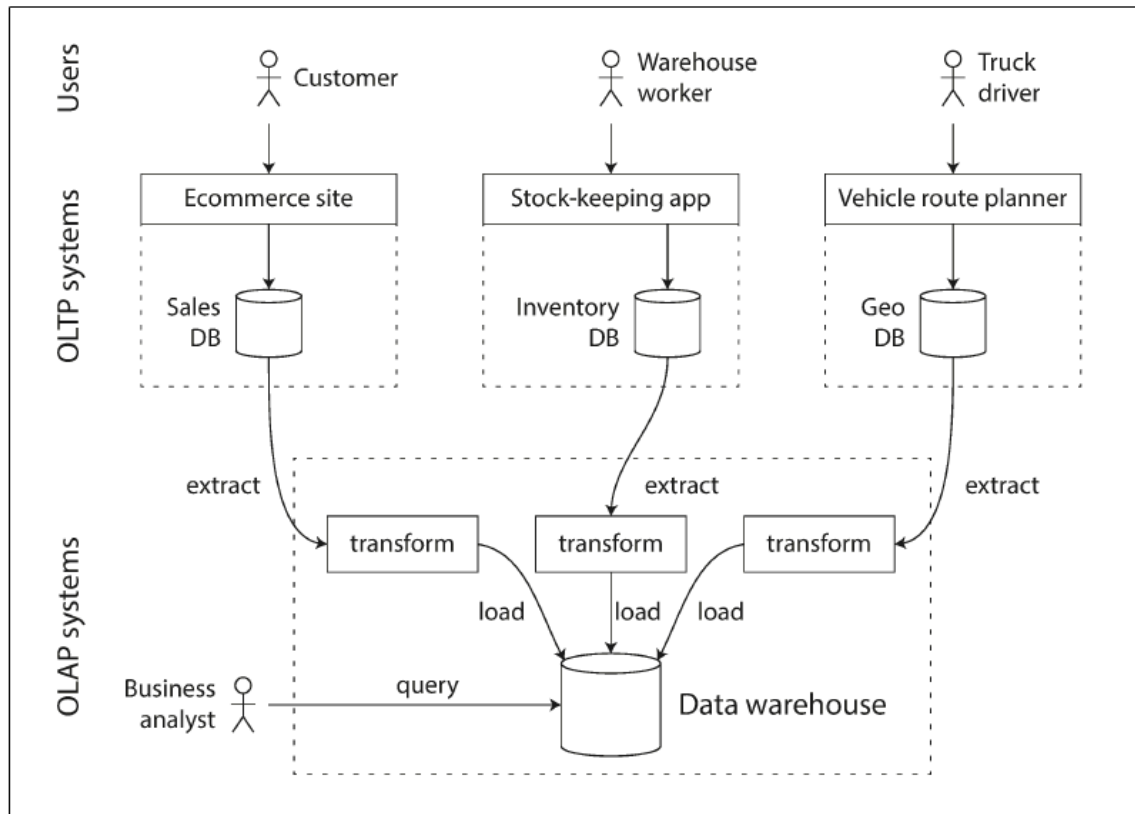 Users
Customer
Warehouse
worker
Truck
driver
OLTP systems
Ecommerce site
Stock-keeping app
Vehicle route planner
Sales
DB
Inventory
DB
Geo
DB
extract
extract
extract
OLAP systems
transform
transform
transform
load
load
load
Business
analyst
query
Data warehouse